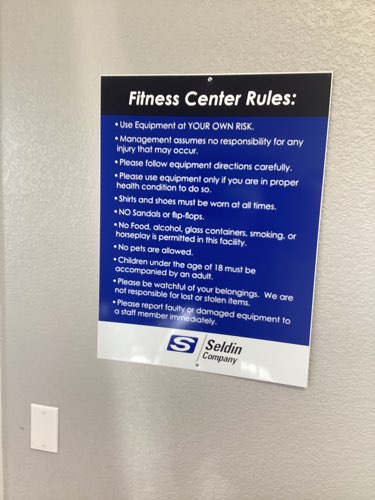 Fitness Center Rules:
• Use Equipment at YOUR OWN RISK.
• Management assumes no responsibility for any
injury that may occur.
• Please follow equipment directions carefully.
• Please use equipment only if you are in proper
health condition to do so.
• Shirts and shoes must be worn at all times.
• NO Sandals or flip-flops.
• No Food, alcohol, glass containers, smoking, or
horseplay is permitted in this facility.
• No pets are allowed.
• Children under the age of 18 must be
accompanied by an adult.
• Please be watchful of your belongings. We are
not responsible for lost or stolen items.
• Please report faulty or damaged equipment to
a staff member immediately.
S Seldin
Company